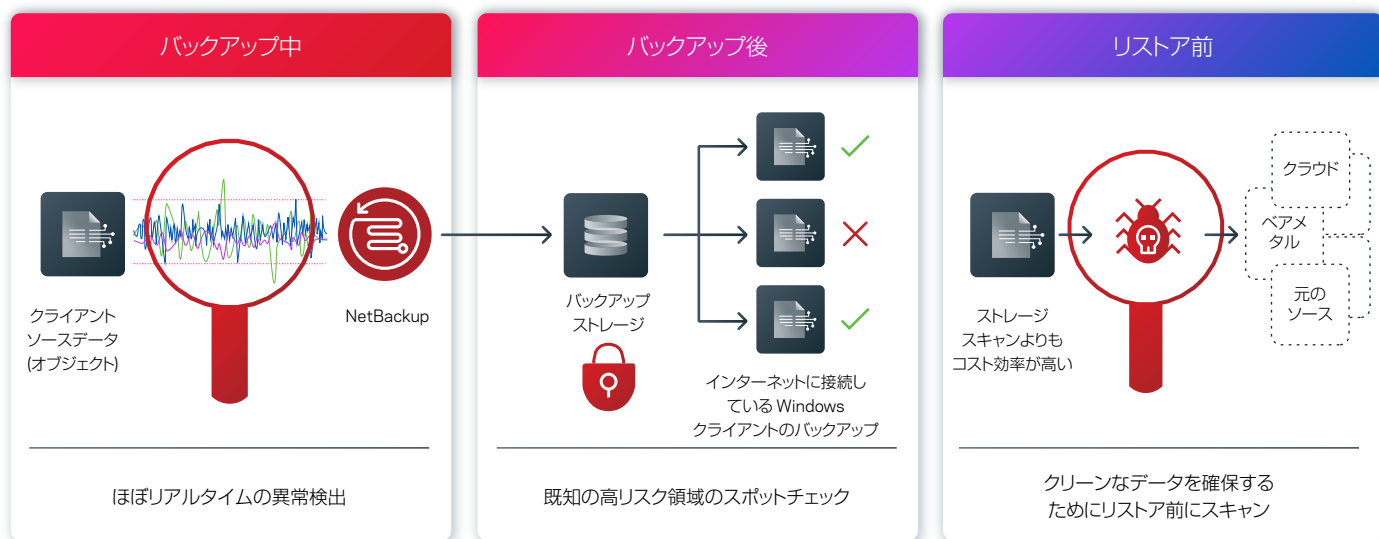 バックアップ中
クライアント
ソースデータ
(オブジェクト)
NetBackup
ほぼリアルタイムの異常検出
バックアップ後
バックアップ
ストレージ
インターネットに接続し
ている Windows
クライアントのバックアップ
既知の高リスク領域のスポットチェック
リストア前
ストレージ
スキャンよりも
コスト効率が高い
クラウド
ベアメ
タル
元の
ソース
クリーンなデータを確保する
ためにリストア前にスキャン